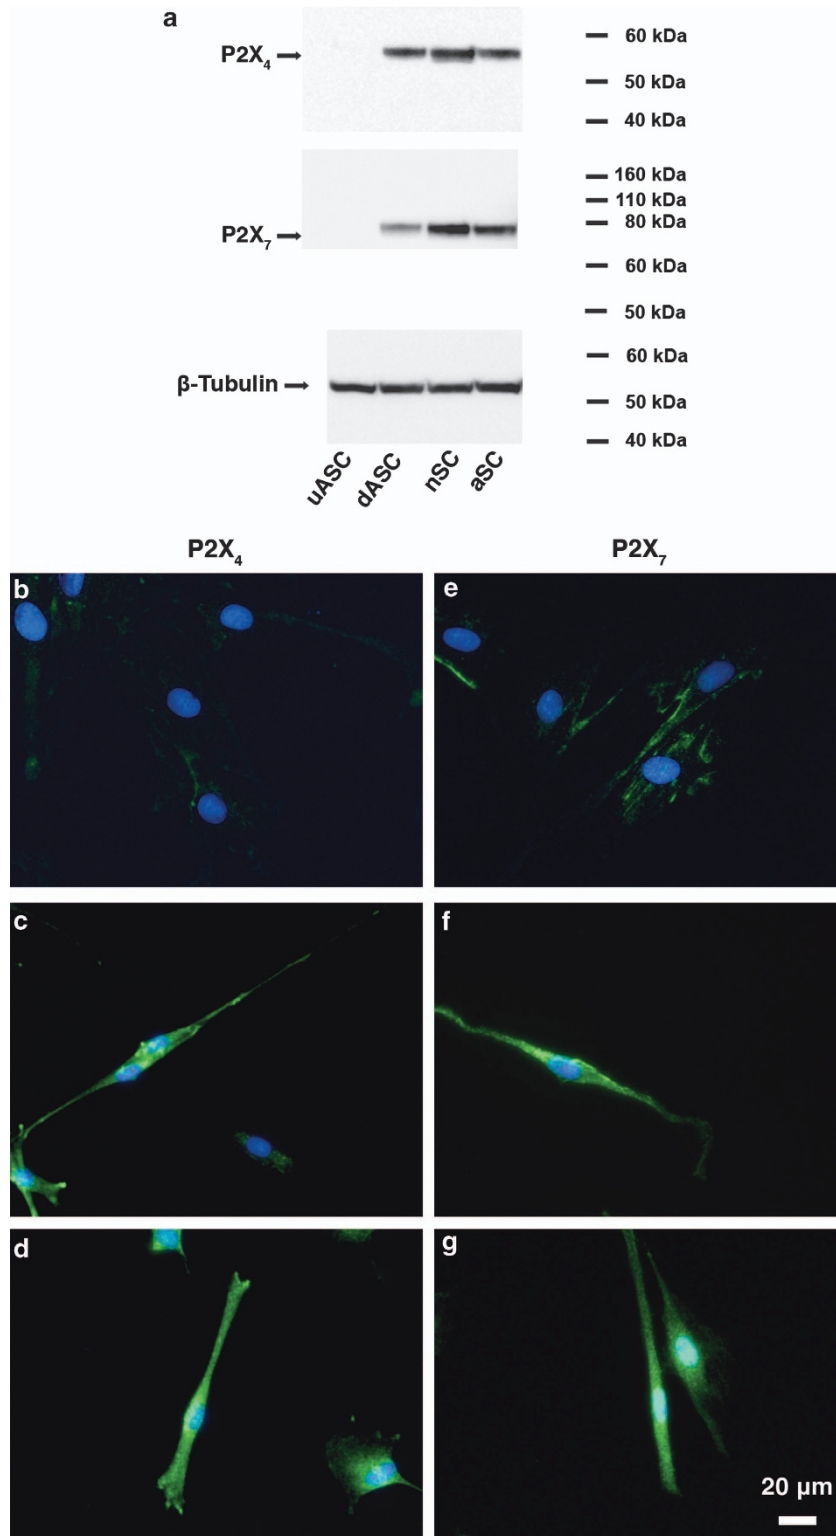 a
P2X4
60 kDa
50 kDa
40 kDa
P2X7
160 kDa
110 kDa
80 kDa
60 kDa
50 kDa
β-Tubulin
60 kDa
50 kDa
40 kDa
uASC dASC nSC aSC
P2X4 P2X7
b e
c f
d g
20 μm